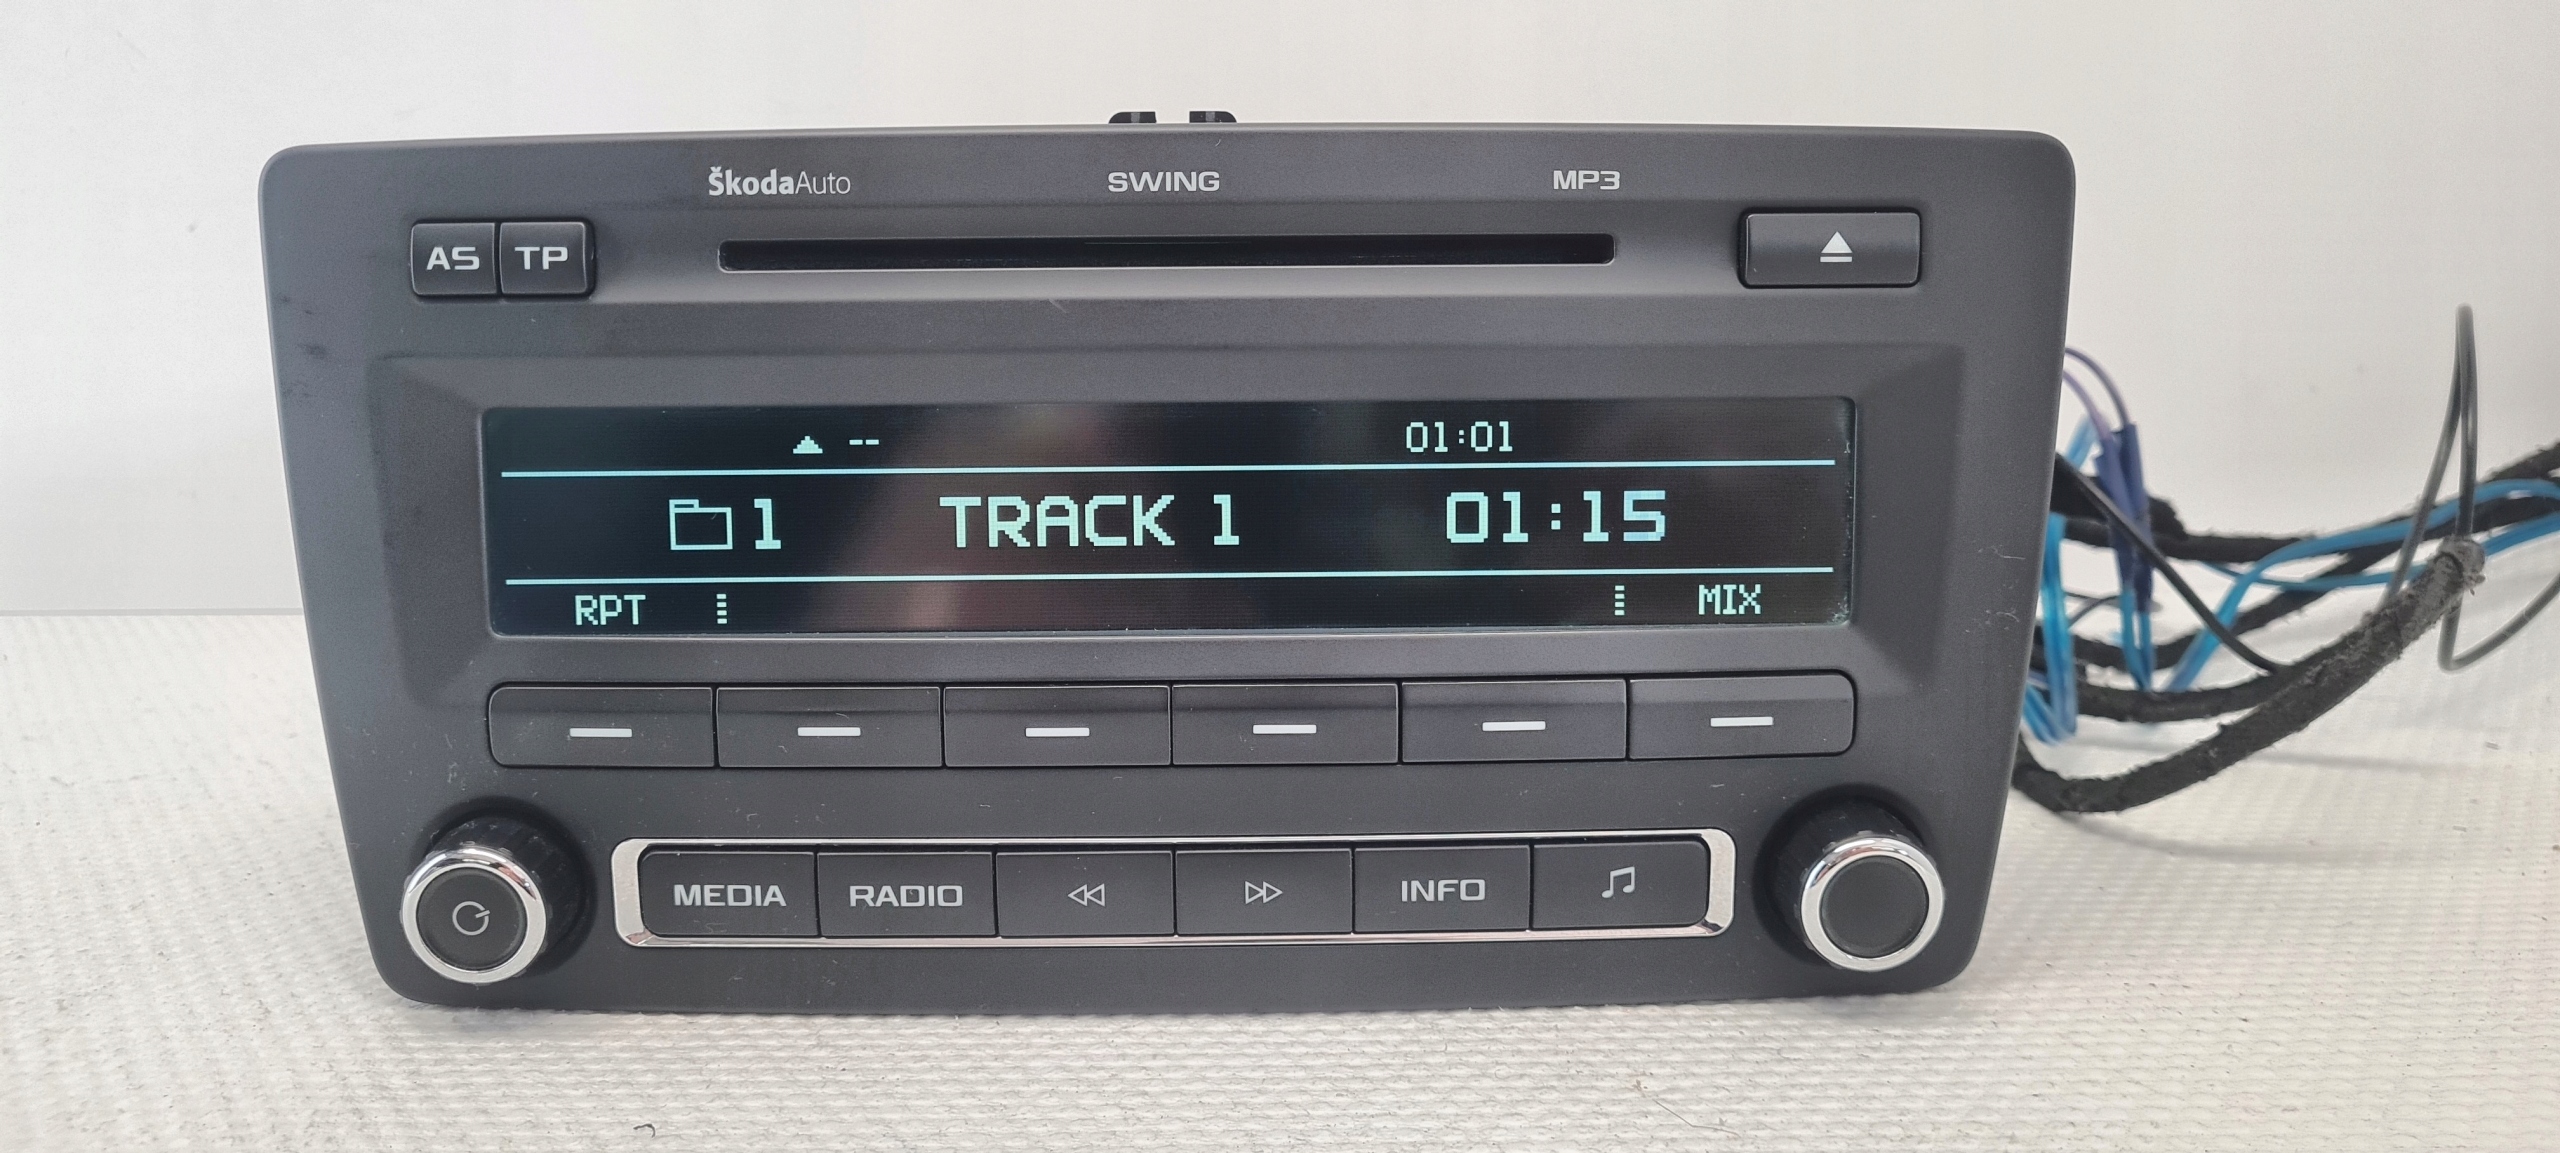 ŠkodaAuto SWING MP3
AS TP
-- 01:01
1 TRACK 1 01:15
RPT MIX
MEDIA RADIO INFO